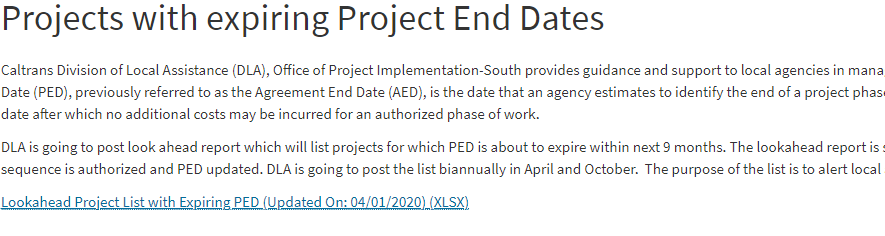 Projects with expiring Project End Dates
Caltrans Division of Local Assistance (DLA), Office of Project Implementation-South provides guidance and support to local agencies in mana
Date (PED), previously referred to as the Agreement End Date (AED), is the date that an agency estimates to identify the end of a project phase
date after which no additional costs may be incurred for an authorized phase of work.
DLA is going to post look ahead report which will list projects for which PED is about to expire within next 9 months. The lookahead report is s
sequence is authorized and PED updated. DLA is going to post the list biannually in April and October. The purpose of the list is to alert local
Lookahead Project List with Expiring PED (Updated On: 04/01/2020) (XLSX)